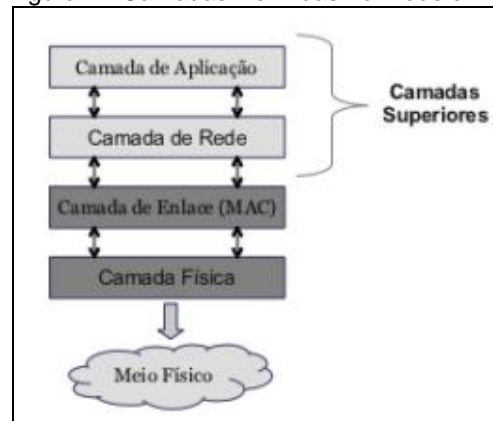 Camada de Aplicação
Camadas
Superiores
Camada de Rede
Camada de Enlace (MAC)
Camada Física
Meio Físico